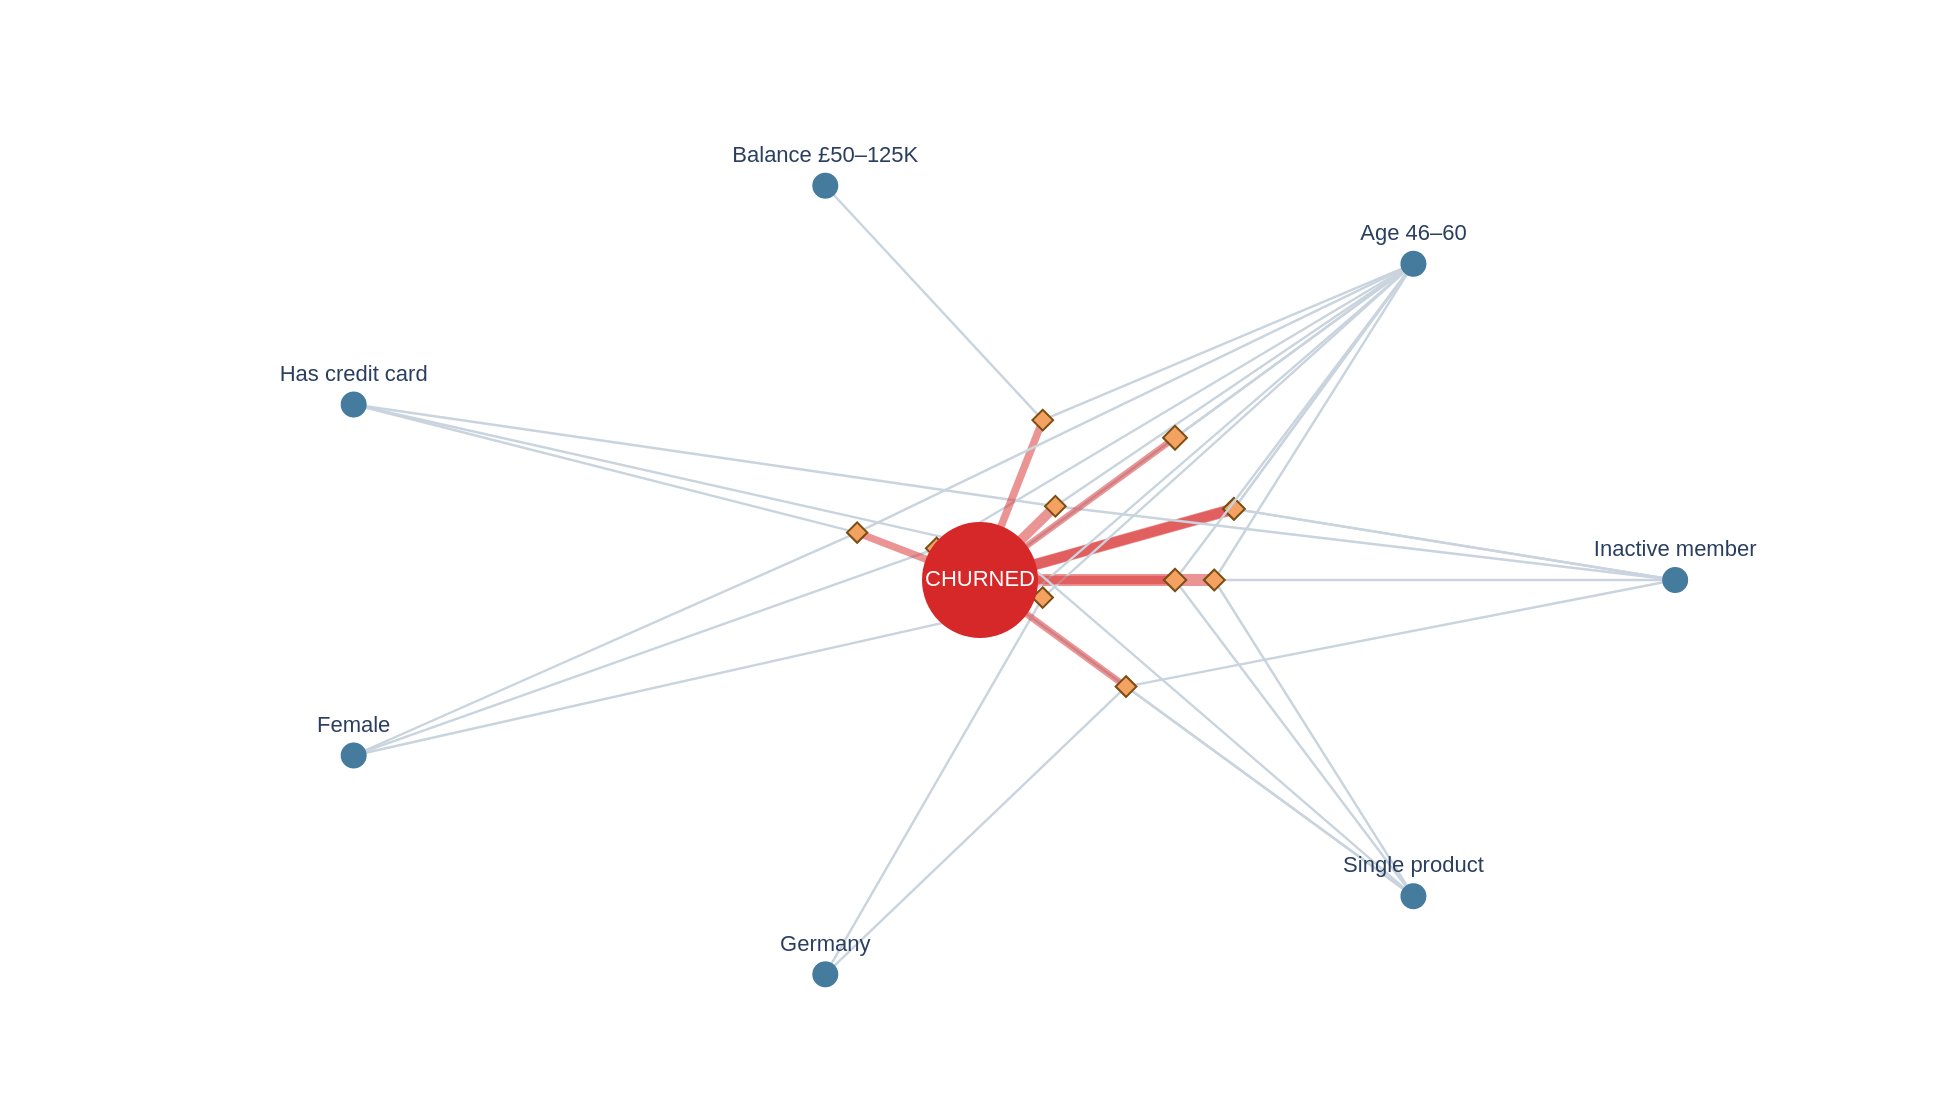 Balance £50–125K
Age 46–60
Has credit card
Inactive member
CHURNED
Female
Single product
Germany